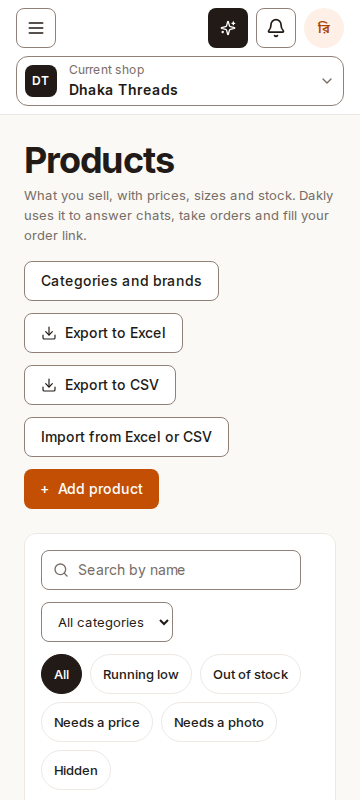 রি
DT
Current shop
Dhaka Threads
Products
What you sell, with prices, sizes and stock. Dakly
uses it to answer chats, take orders and fill your
order link.
Categories and brands
Export to Excel
Export to CSV
Import from Excel or CSV
+ Add product
Search by name
All categories
All
Running low
Out of stock
Needs a price
Needs a photo
Hidden